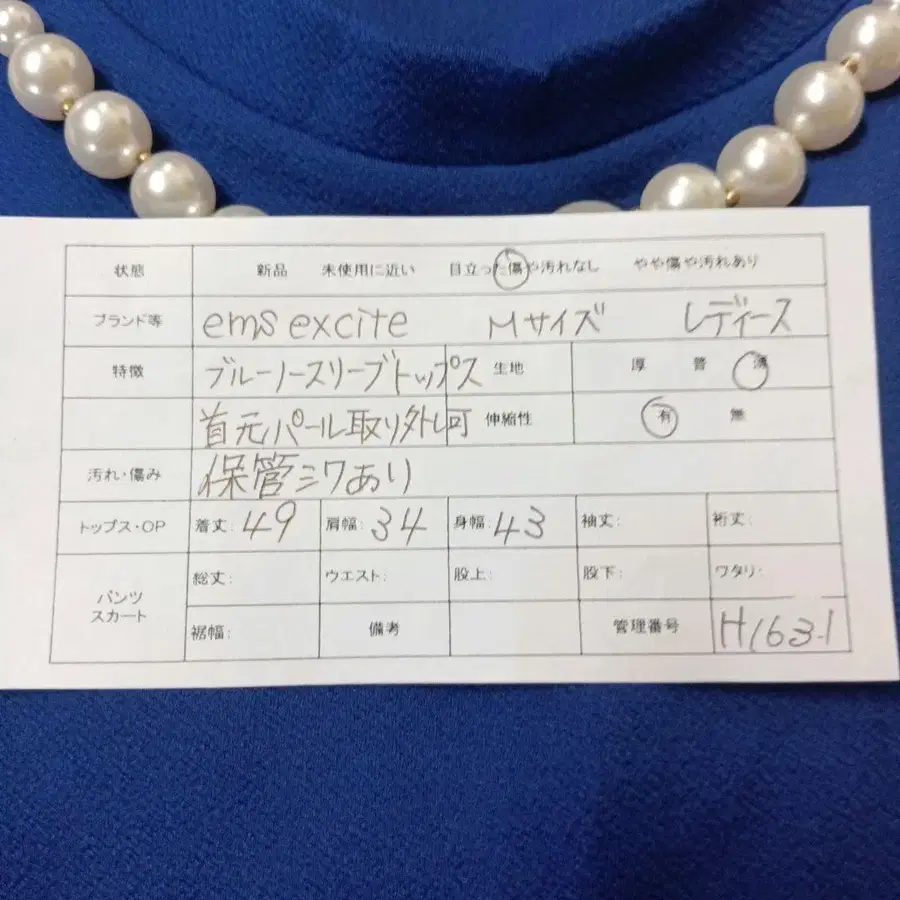 状態 新品 未使用に近い 目立った傷や汚れなし やや傷や汚れあり
ブランド等 ems excite Mサイズ レディース
特徴 ブルーノースリーブトップス 生地 厚 普 薄
首元パール取り外し可 伸縮性 有 無
汚れ・傷み 保管シワあり
トップス・OP 着丈:49 肩幅:34 身幅:43 袖丈: 裄丈:
パンツ スカート 総丈: ウエスト: 股上: 股下: ワタリ:
裾幅: 備考 管理番号 H163-1